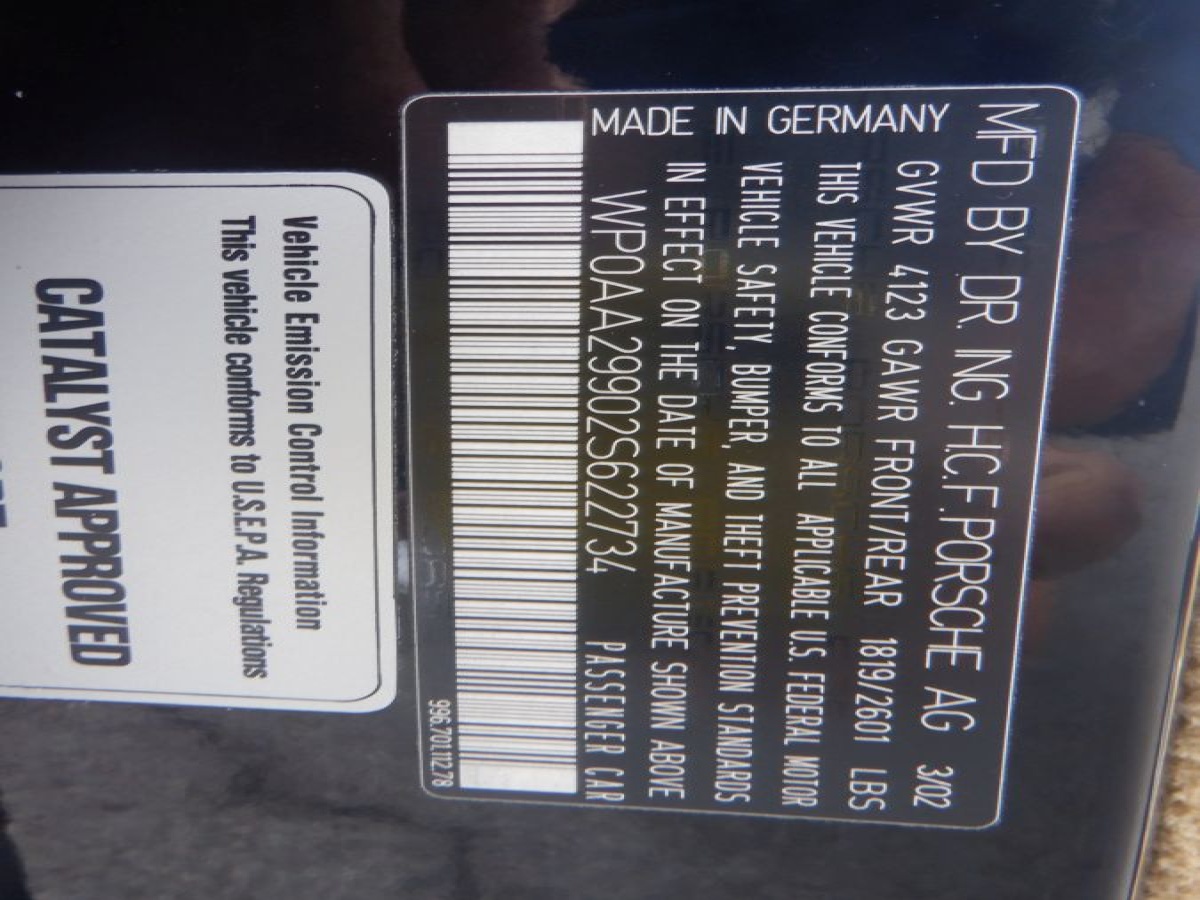 MFD BY DR. ING. H.C.F. PORSCHE AG 3/02
GVWR 4123 GAWR FRONT/REAR 1819/2601 LBS
THIS VEHICLE CONFORMS TO ALL APPLICABLE U.S. FEDERAL MOTOR
VEHICLE SAFETY, BUMPER, AND THEFT PREVENTION STANDARDS
IN EFFECT ON THE DATE OF MANUFACTURE SHOWN ABOVE
MADE IN GERMANY
WP0AA29902S622734 PASSENGER CAR
996.701.112.78
Vehicle Emission Control Information
This vehicle conforms to U.S.E.P.A. Regulations
CATALYST APPROVED